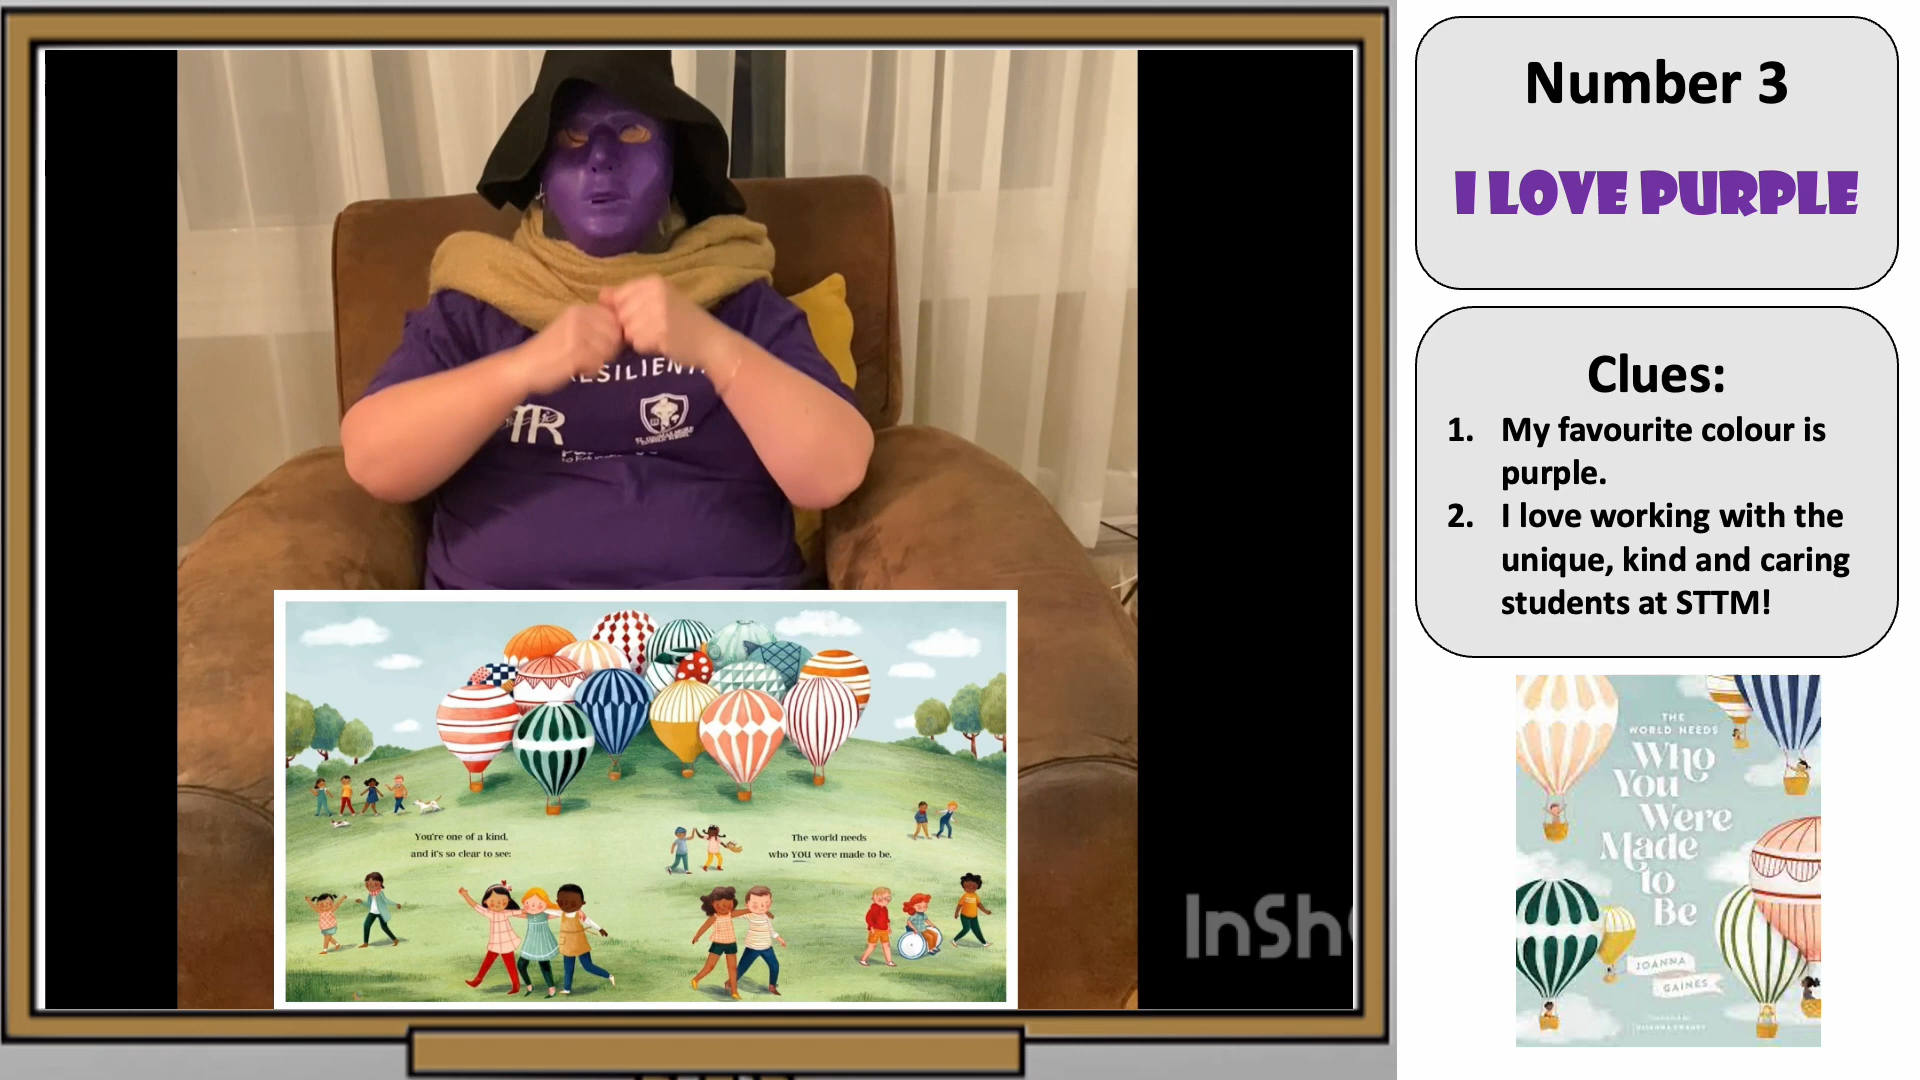 Number 3
I LOVE PURPLE
Clues:
1. My favourite colour is
purple.
2. I love working with the
unique, kind and caring
students at STTM!
You're one of a kind,
and it's so clear to see:
The world needs
who YOU were made to be.
THE
WORLD NEEDS
Who
You
Were
Made
to
Be
JOANNA
GAINES
InSh